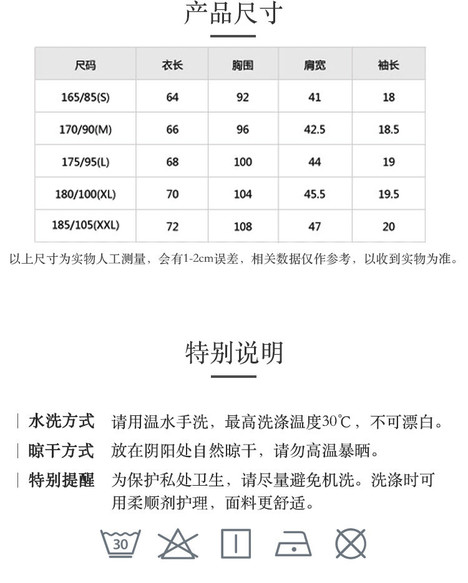 产品尺寸
尺码 衣长 胸围 肩宽 袖长
165/85(S) 64 92 41 18
170/90(M) 66 96 42.5 18.5
175/95(L) 68 100 44 19
180/100(XL) 70 104 45.5 19.5
185/105(XXL) 72 108 47 20
以上尺寸为实物人工测量，会有1-2cm误差，相关数据仅作参考，以收到实物为准。
特别说明
水洗方式 请用温水手洗，最高洗涤温度30℃，不可漂白。
晾干方式 放在阴阳处自然晾干，请勿高温暴晒。
特别提醒 为保护私处卫生，请尽量避免机洗。洗涤时可
用柔顺剂护理，面料更舒适。
30